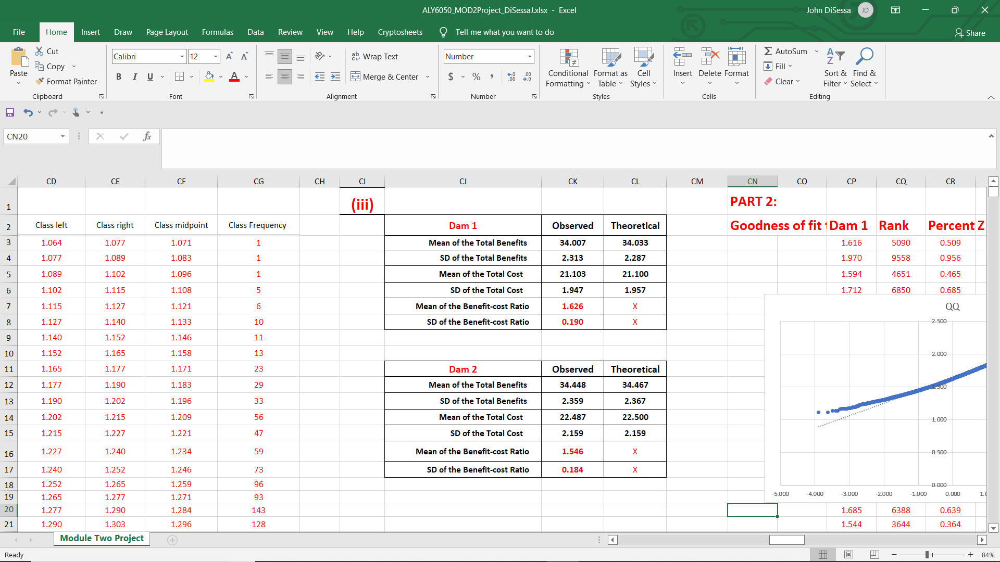 ALY6050_MOD2Project_DiSessaJ.xlsx - Excel
John DiSessa JD
File Home Insert Draw Page Layout Formulas Data Review View Help Cryptosheets Tell me what you want to do Share
Paste Cut Copy Format Painter Clipboard
Calibri 12 A A B I U A Font
ab Wrap Text Merge & Center Alignment
Number $ % , Number
Conditional Formatting Format as Table Cell Styles Styles
Insert Delete Format Cells
AutoSum Fill Clear Sort & Filter Find & Select Editing
CN20 fx
CD CE CF CG CH CI CJ CK CL CM CN CO CP CQ CR
1 (iii) PART 2:
2 Class left Class right Class midpoint Class Frequency Dam 1 Observed Theoretical Goodness of fit Dam 1 Rank Percent Z
3 1.064 1.077 1.071 1 Mean of the Total Benefits 34.007 34.033 1.616 5090 0.509
4 1.077 1.089 1.083 1 SD of the Total Benefits 2.313 2.287 1.970 9558 0.956
5 1.089 1.102 1.096 1 Mean of the Total Cost 21.103 21.100 1.594 4651 0.465
6 1.102 1.115 1.108 5 SD of the Total Cost 1.947 1.957 1.712 6850 0.685
7 1.115 1.127 1.121 6 Mean of the Benefit-cost Ratio 1.626 X
8 1.127 1.140 1.133 10 SD of the Benefit-cost Ratio 0.190 X
9 1.140 1.152 1.146 11
10 1.152 1.165 1.158 13
11 1.165 1.177 1.171 23 Dam 2 Observed Theoretical
12 1.177 1.190 1.183 29 Mean of the Total Benefits 34.448 34.467
13 1.190 1.202 1.196 33 SD of the Total Benefits 2.359 2.367
14 1.202 1.215 1.209 56 Mean of the Total Cost 22.487 22.500
15 1.215 1.227 1.221 47 SD of the Total Cost 2.159 2.159
16 1.227 1.240 1.234 59 Mean of the Benefit-cost Ratio 1.546 X
17 1.240 1.252 1.246 73 SD of the Benefit-cost Ratio 0.184 X
18 1.252 1.265 1.259 96
19 1.265 1.277 1.271 93
20 1.277 1.290 1.284 143 1.685 6388 0.639
21 1.290 1.303 1.296 128 1.544 3644 0.364
QQ
2.500
2.000
1.500
1.000
0.500
0.000
-5.000 -4.000 -3.000 -2.000 -1.000 0.000
Module Two Project
Ready 84%